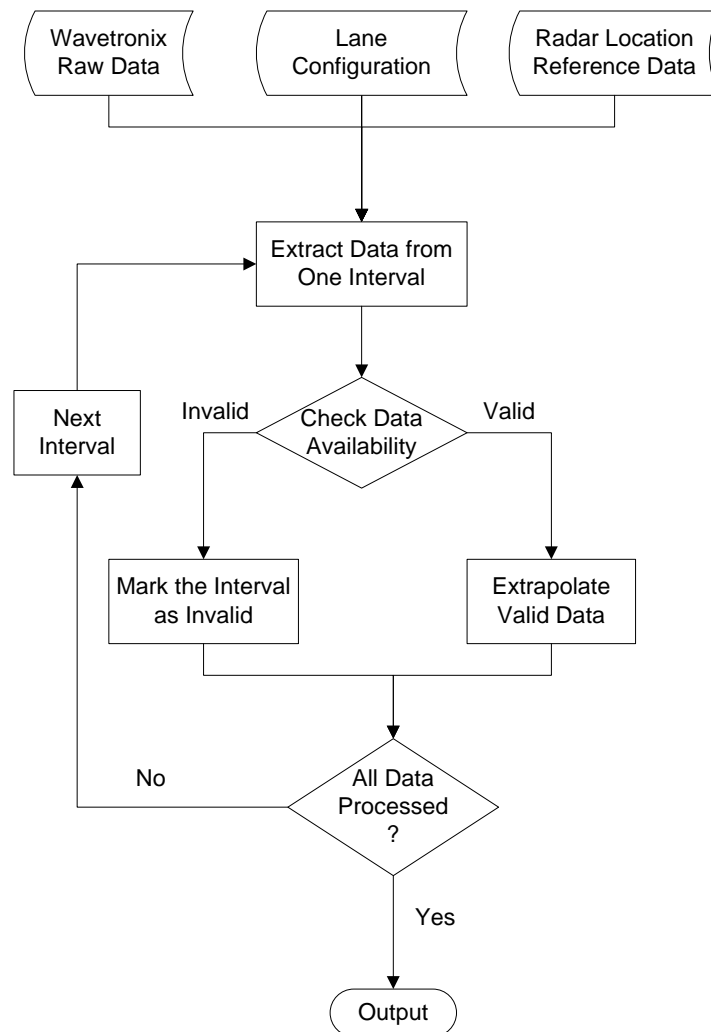 Wavetronix
Raw Data
Lane
Configuration
Radar Location
Reference Data
Extract Data from
One Interval
Next
Interval
Invalid
Check Data
Availability
Valid
Mark the Interval
as Invalid
Extrapolate
Valid Data
No
All Data
Processed
?
Yes
Output